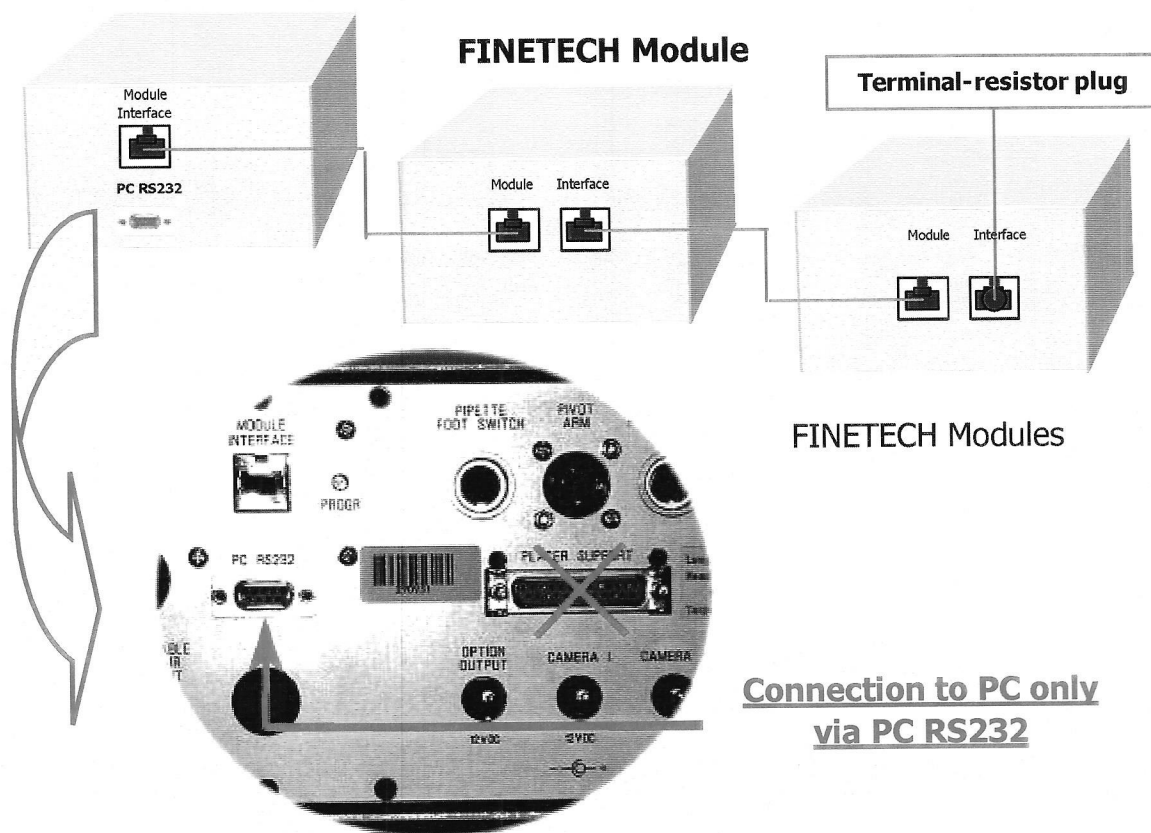 FINETECH Module
Terminal-resistor plug
Module
Interface
PC RS232
Module Interface
Module Interface
FINETECH Modules
MODULE
INTERFACE
PROGR
PIPETTE
FOOT SWITCH
PIVOT
ARM
PC RS232
PLACER SUPPORT
OPTION
OUTPUT
CAMERA 1
CAMERA
12VDC
12VDC
Connection to PC only
via PC RS232